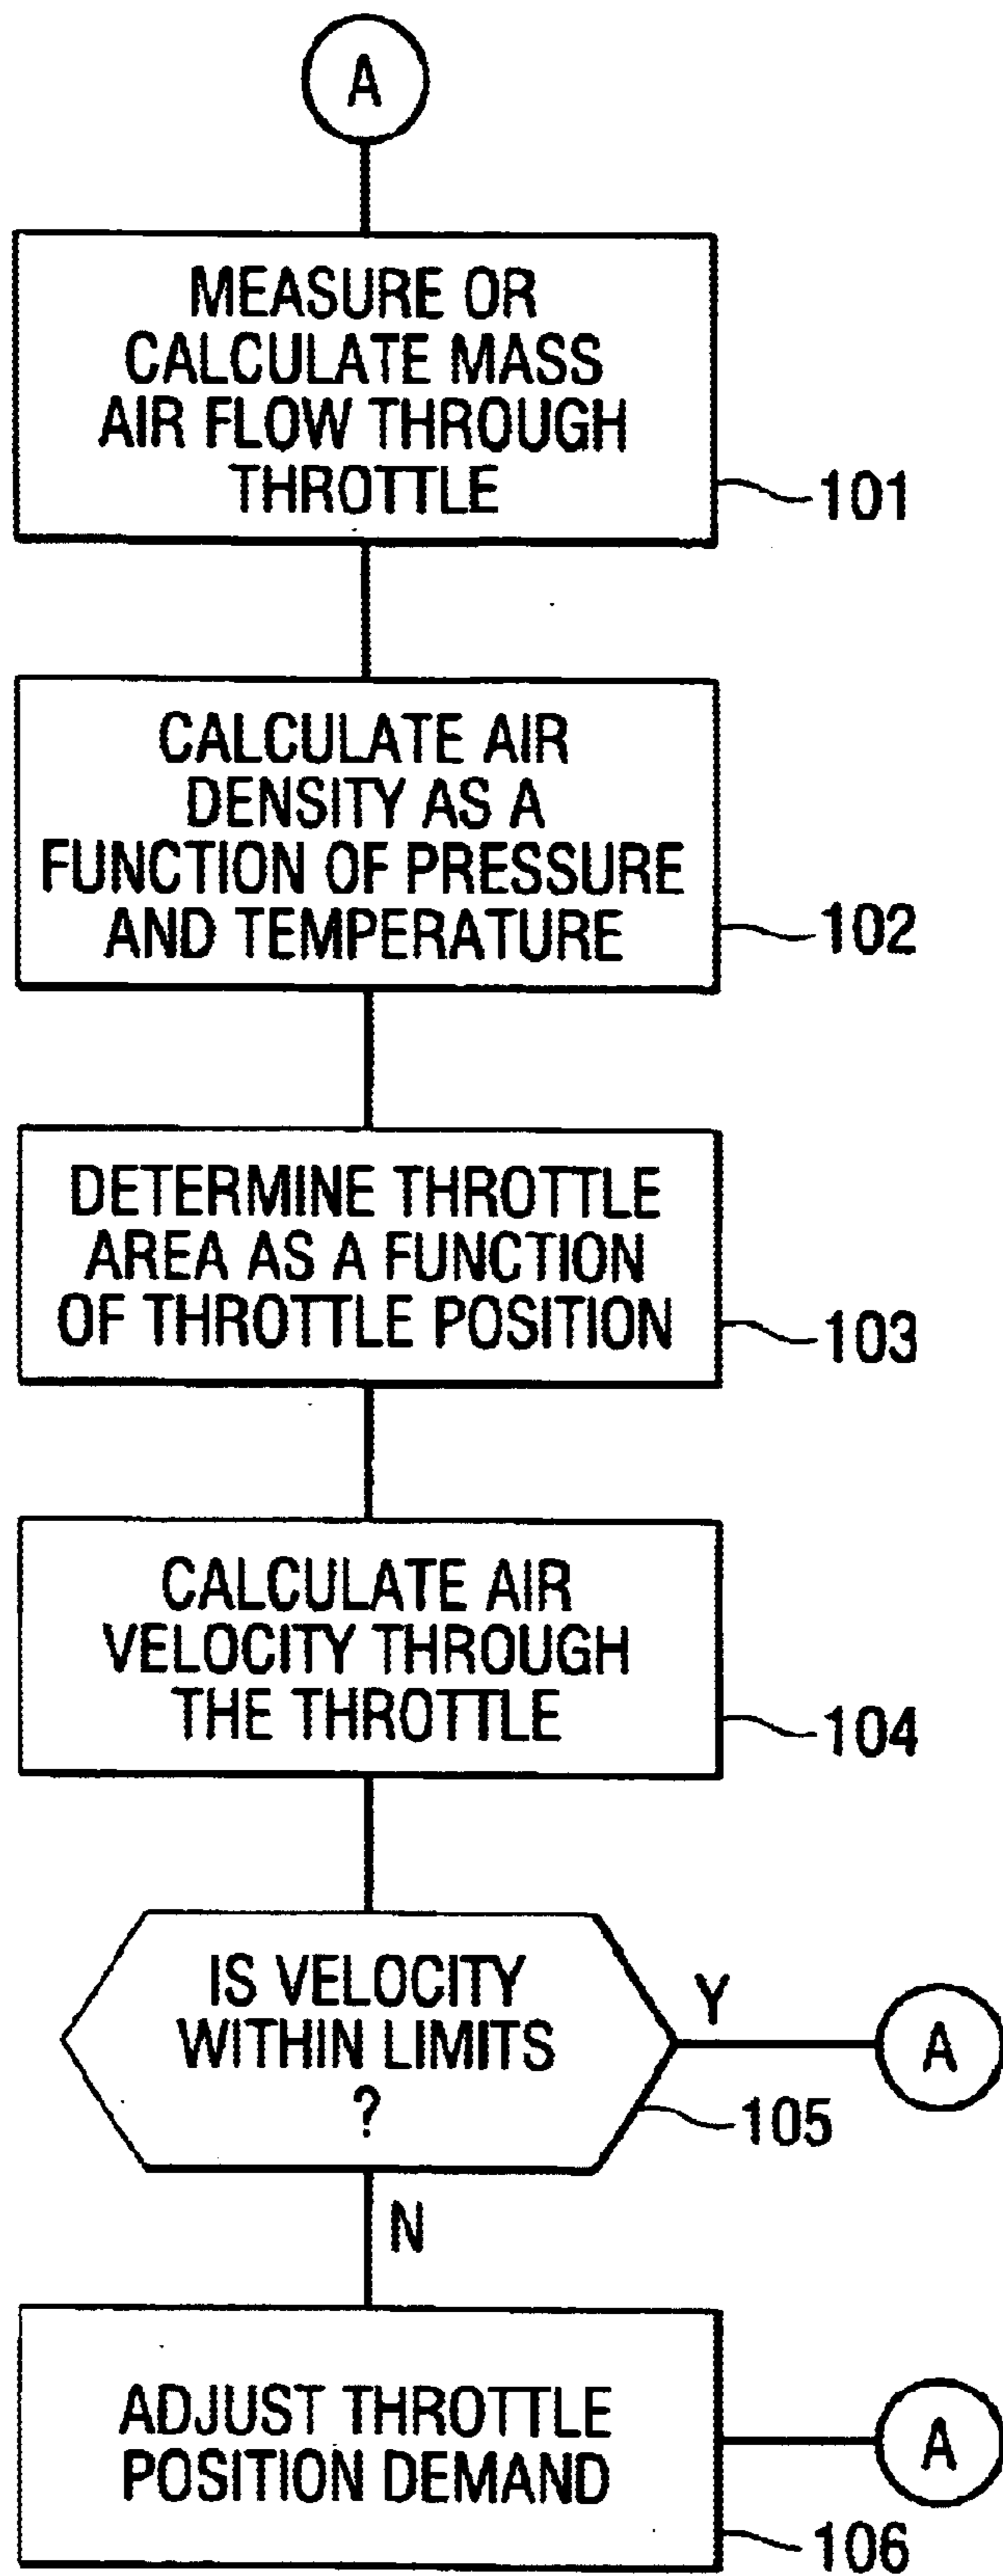 A
MEASURE OR
CALCULATE MASS
AIR FLOW THROUGH
THROTTLE
101
CALCULATE AIR
DENSITY AS A
FUNCTION OF PRESSURE
AND TEMPERATURE
102
DETERMINE THROTTLE
AREA AS A FUNCTION
OF THROTTLE POSITION
103
CALCULATE AIR
VELOCITY THROUGH
THE THROTTLE
104
IS VELOCITY
WITHIN LIMITS
?
105
Y
A
N
ADJUST THROTTLE
POSITION DEMAND
106
A